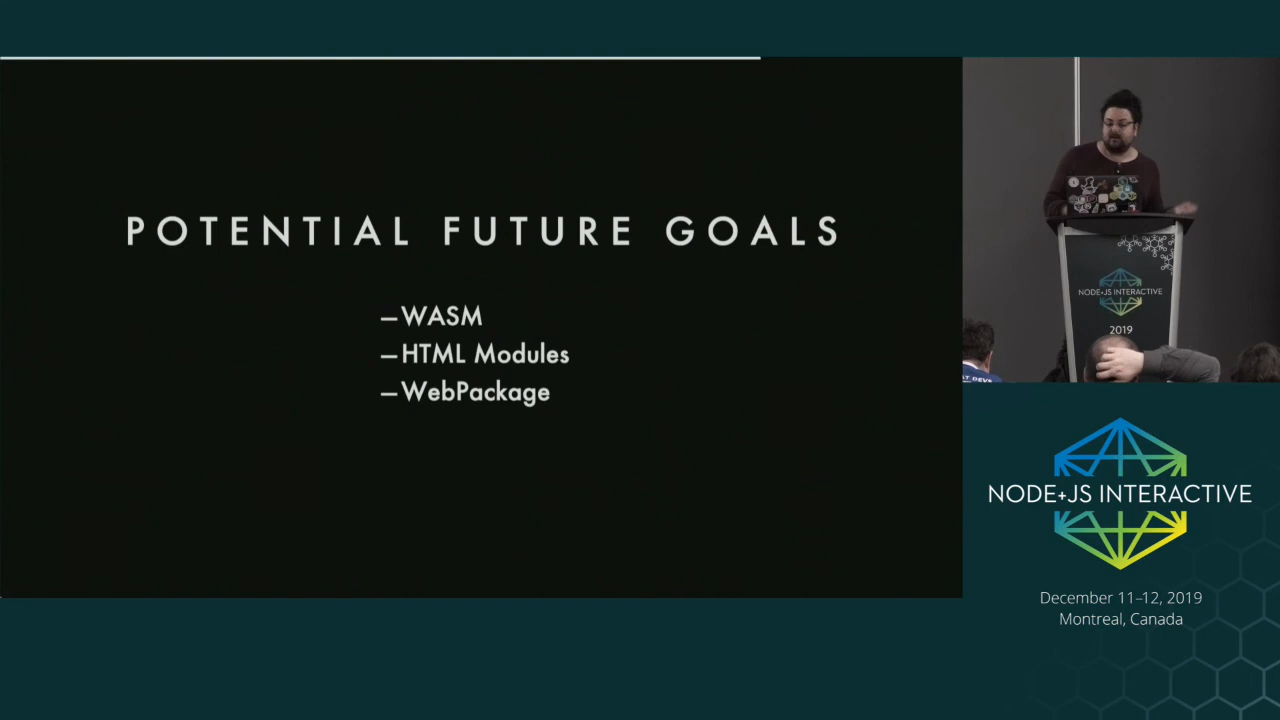 POTENTIAL FUTURE GOALS
—WASM
—HTML Modules
—WebPackage
NODE+JS INTERACTIVE
2019
NODE+JS INTERACTIVE
December 11–12, 2019
Montreal, Canada